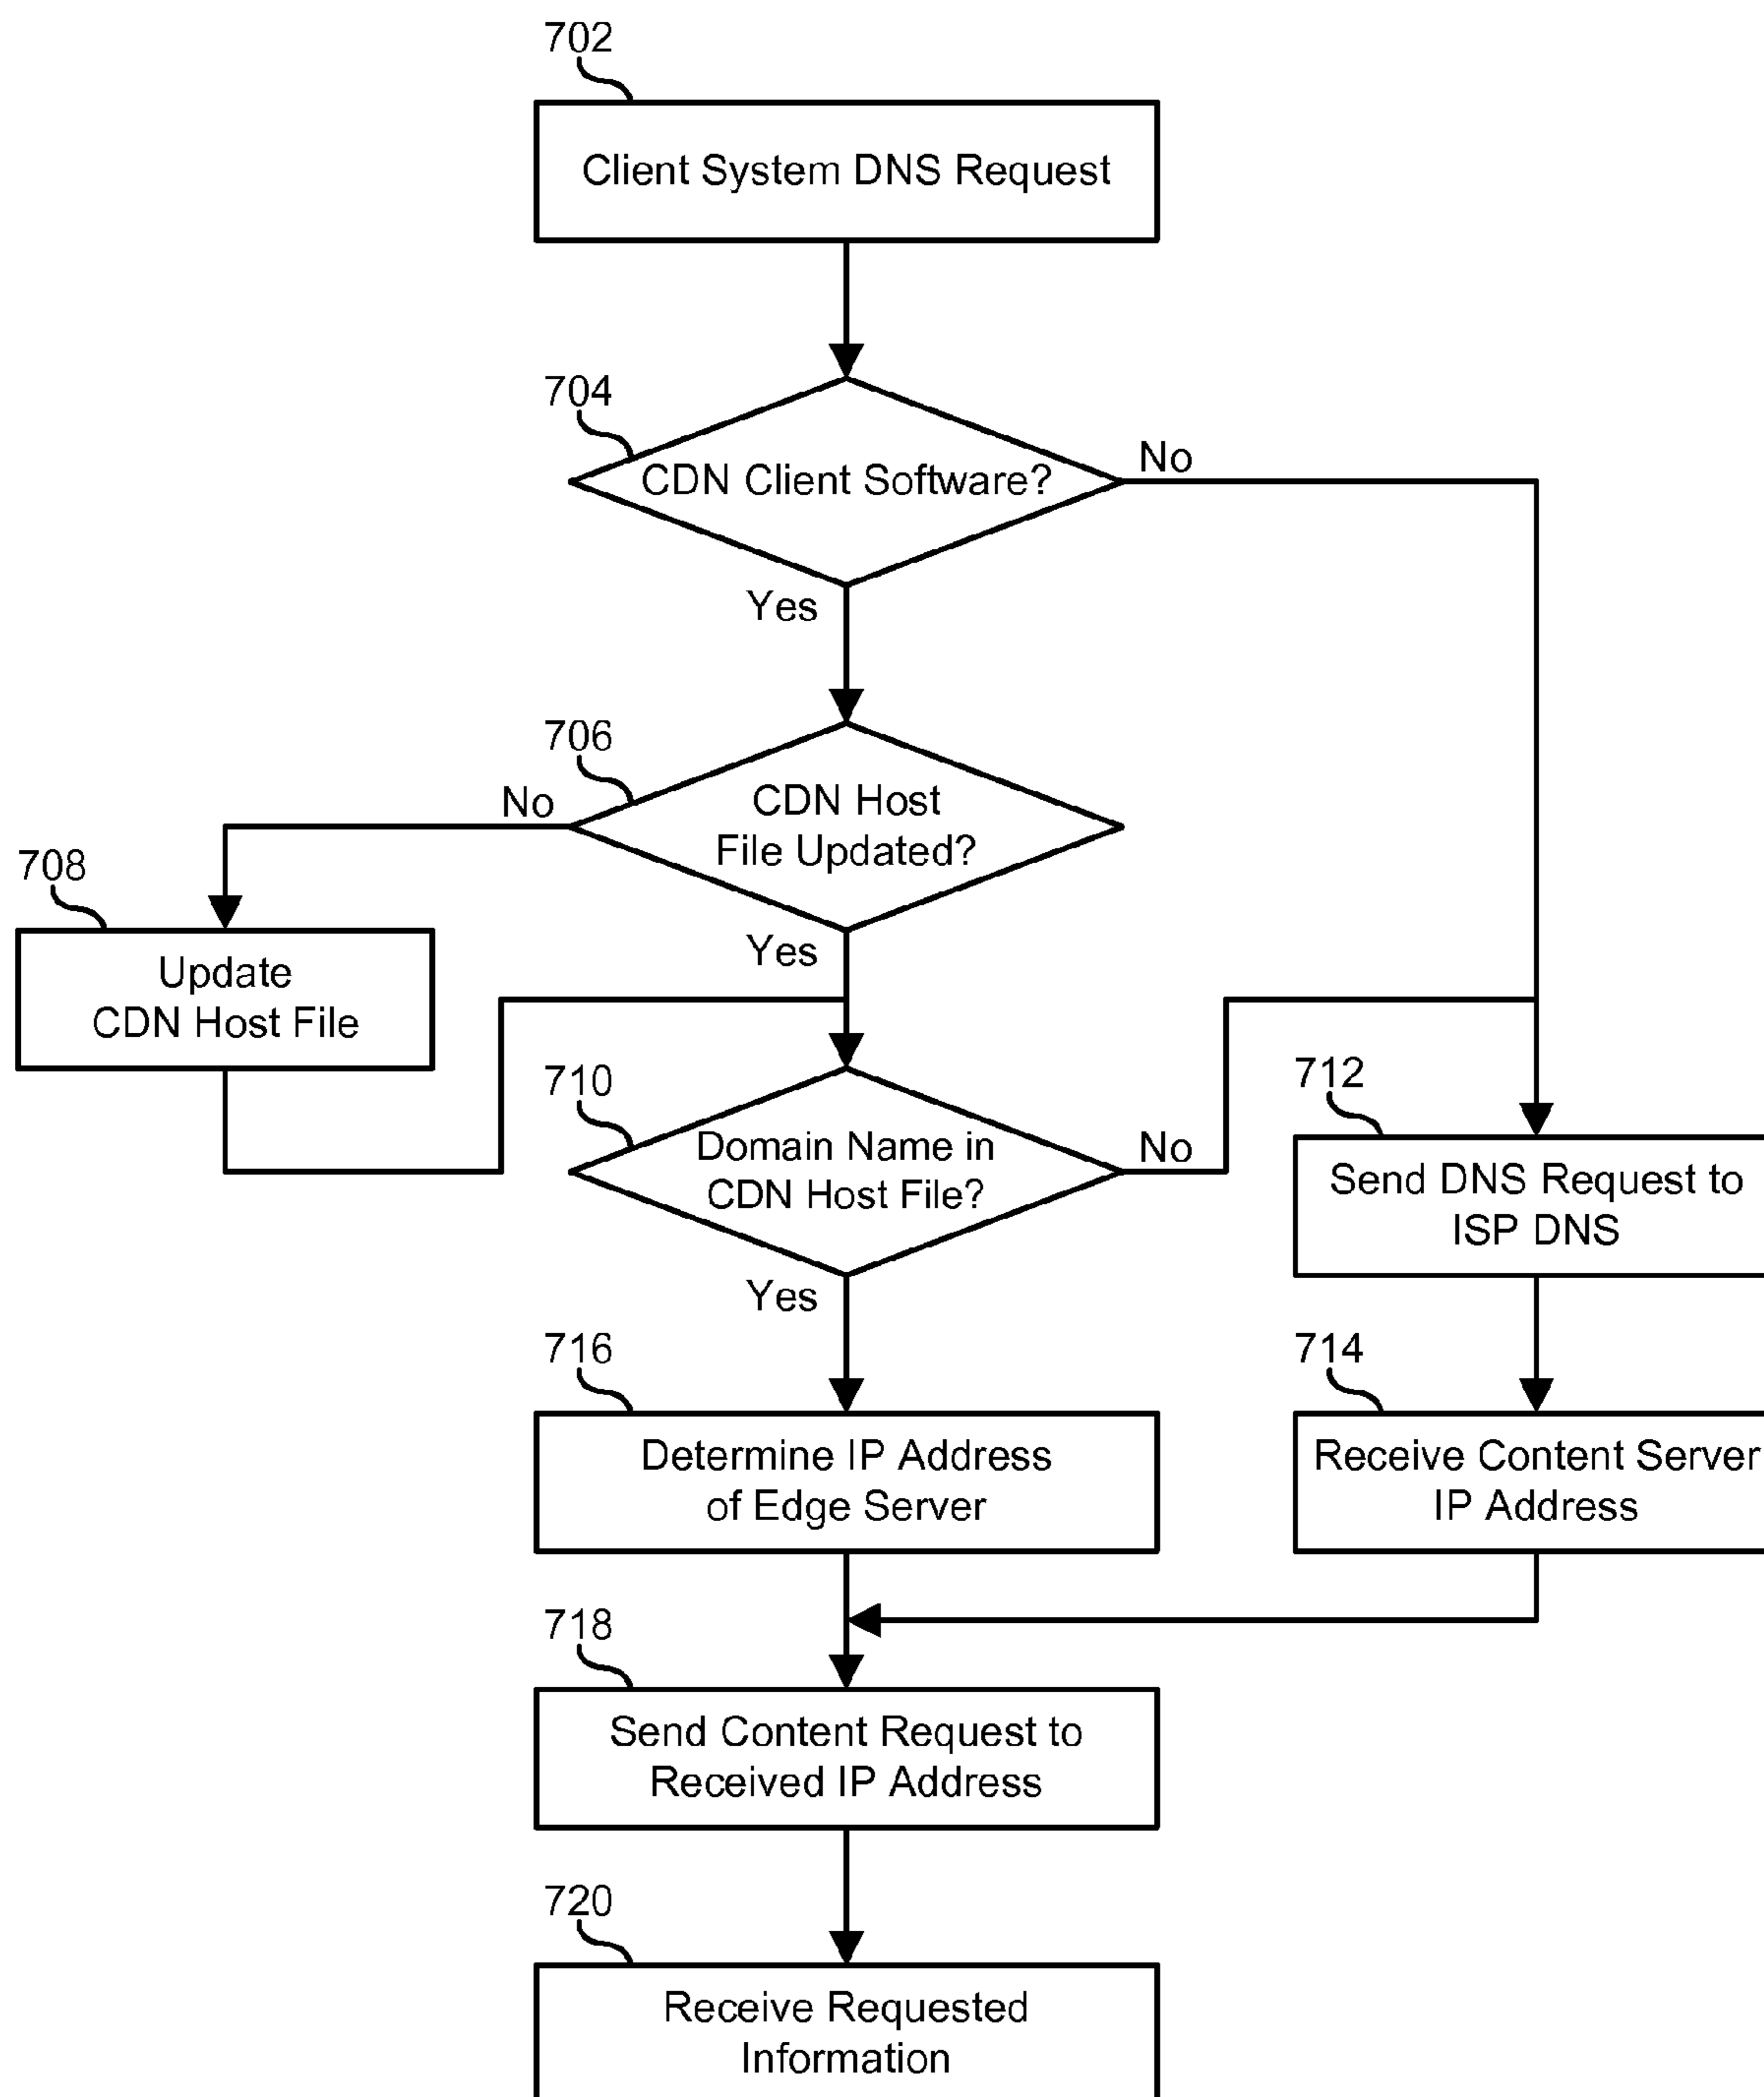 702
Client System DNS Request
704
CDN Client Software?
No
Yes
706
CDN Host
File Updated?
No
Yes
708
Update
CDN Host File
710
Domain Name in
CDN Host File?
No
Yes
712
Send DNS Request to
ISP DNS
714
Receive Content Server
IP Address
716
Determine IP Address
of Edge Server
718
Send Content Request to
Received IP Address
720
Receive Requested
Information